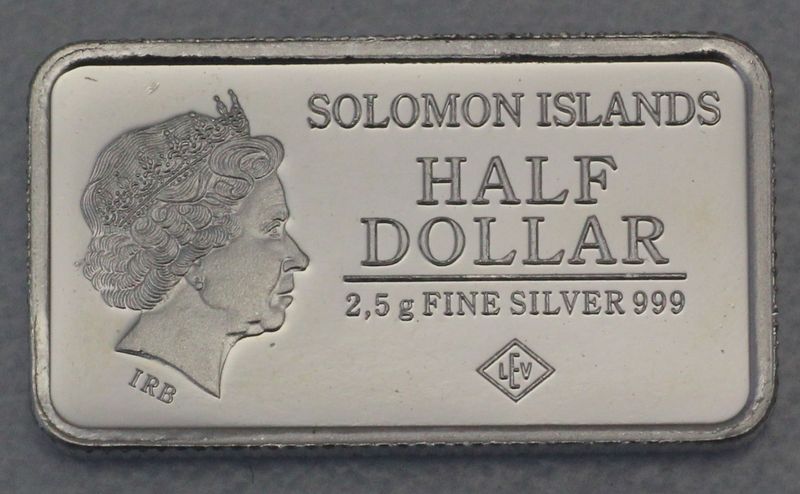 SOLOMON ISLANDS
HALF
DOLLAR
2,5 g FINE SILVER 999
LEV
IRB